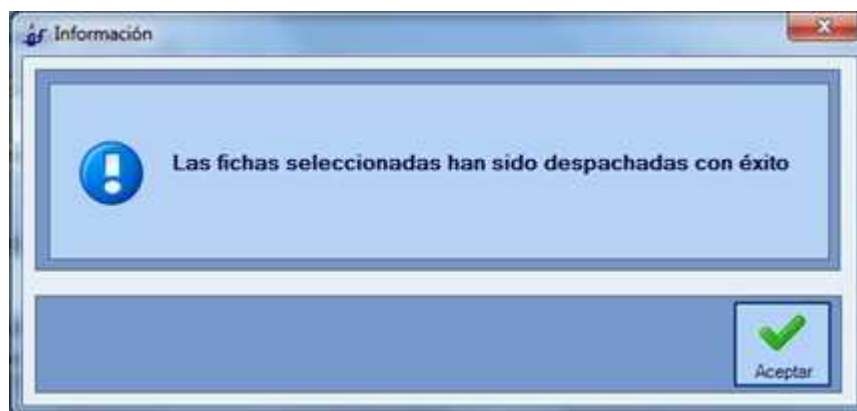 Información
Las fichas seleccionadas han sido despachadas con éxito
Aceptar